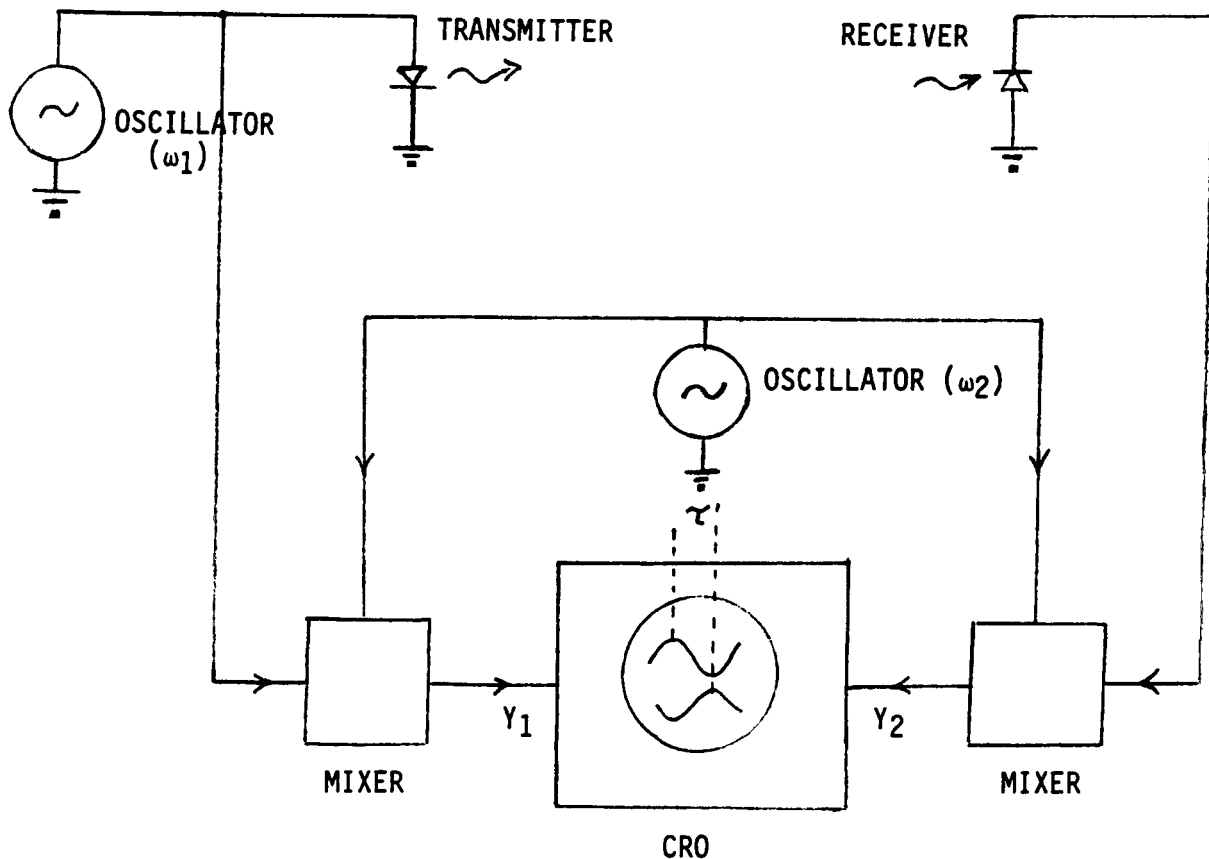 TRANSMITTER
RECEIVER
OSCILLATOR
(ω1)
OSCILLATOR (ω2)
τ'
Y1
Y2
MIXER
MIXER
CRO